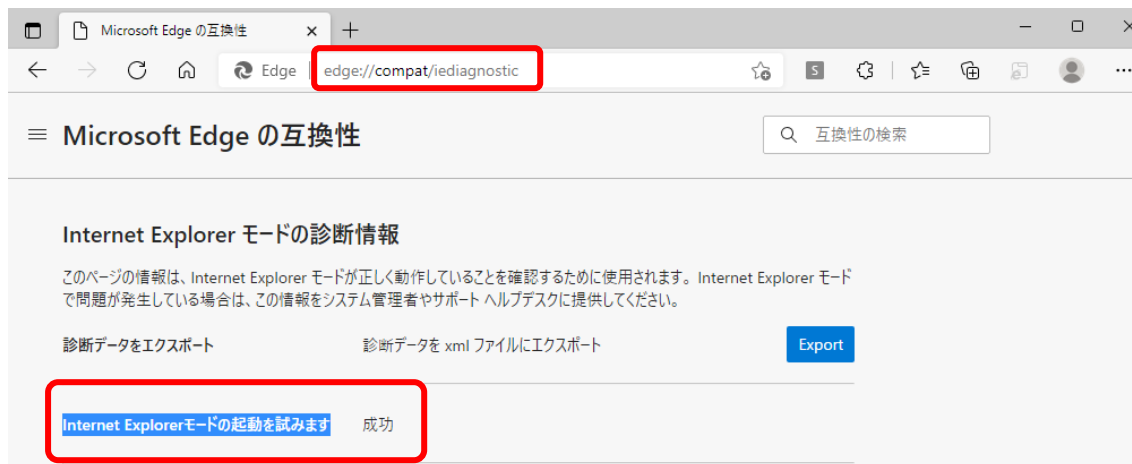 Microsoft Edge の互換性
Edge edge://compat/iediagnostic
S
Microsoft Edge の互換性
互換性の検索
Internet Explorer モードの診断情報
このページの情報は、Internet Explorer モードが正しく動作していることを確認するために使用されます。Internet Explorer モード
で問題が発生している場合は、この情報をシステム管理者やサポート ヘルプデスクに提供してください。
診断データをエクスポート 診断データを xml ファイルにエクスポート Export
Internet Explorerモードの起動を試みます 成功